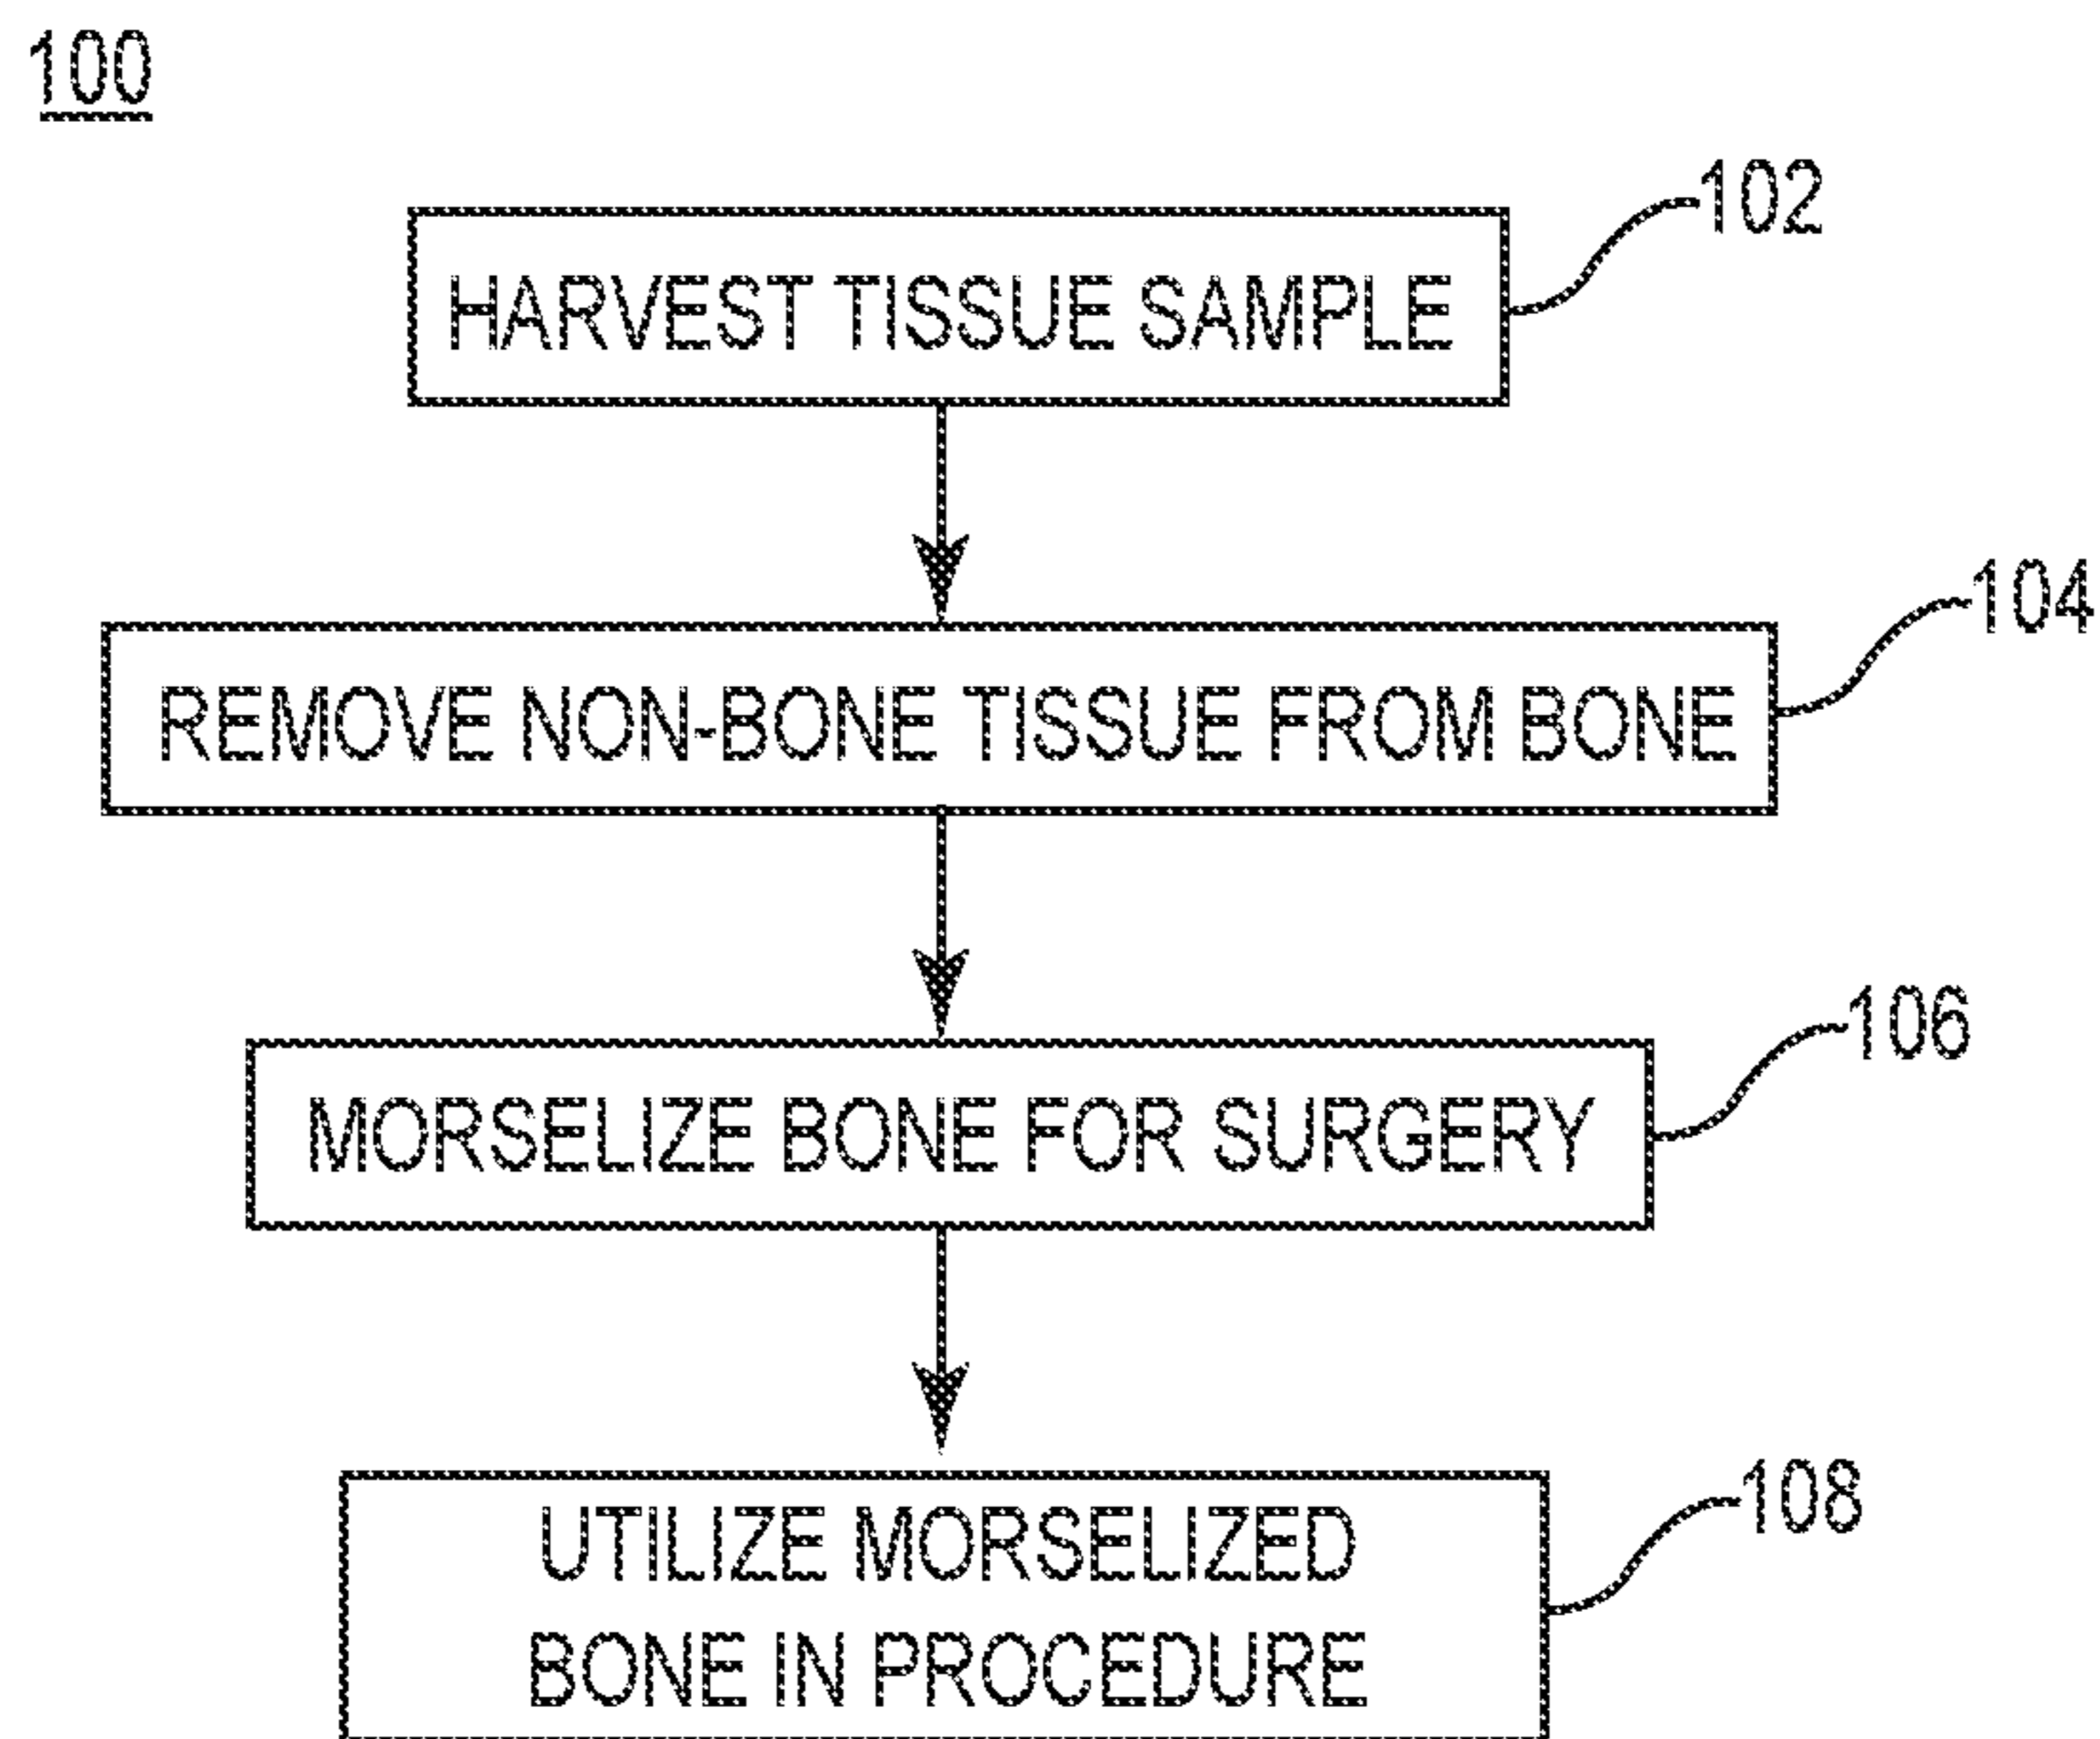 100
102
HARVEST TISSUE SAMPLE
104
REMOVE NON-BONE TISSUE FROM BONE
106
MORSELIZE BONE FOR SURGERY
108
UTILIZE MORSELIZED
BONE IN PROCEDURE